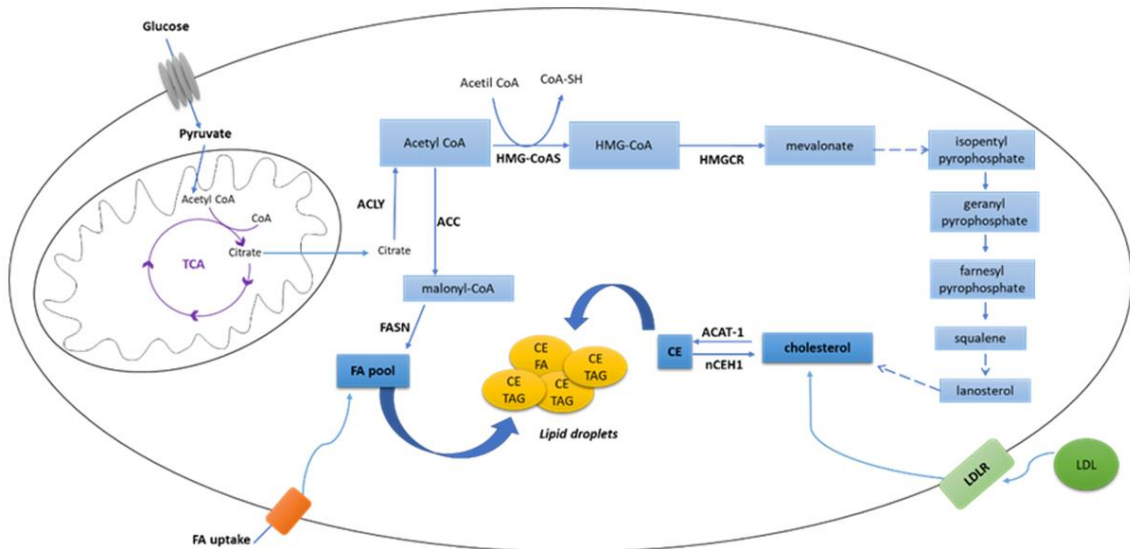 Glucose
Pyruvate
Acetyl CoA
CoA
Citrate
TCA
Citrate
ACLY
Acetyl CoA
Acetil CoA
CoA-SH
HMG-CoAS
HMG-CoA
HMGCR
mevalonate
isopentyl
pyrophosphate
geranyl
pyrophosphate
farnesyl
pyrophosphate
squalene
lanosterol
ACC
malonyl-CoA
FASN
FA pool
CE
FA
CE
TAG
CE
TAG
CE
TAG
Lipid droplets
CE
ACAT-1
nCEH1
cholesterol
LDLR
LDL
FA uptake